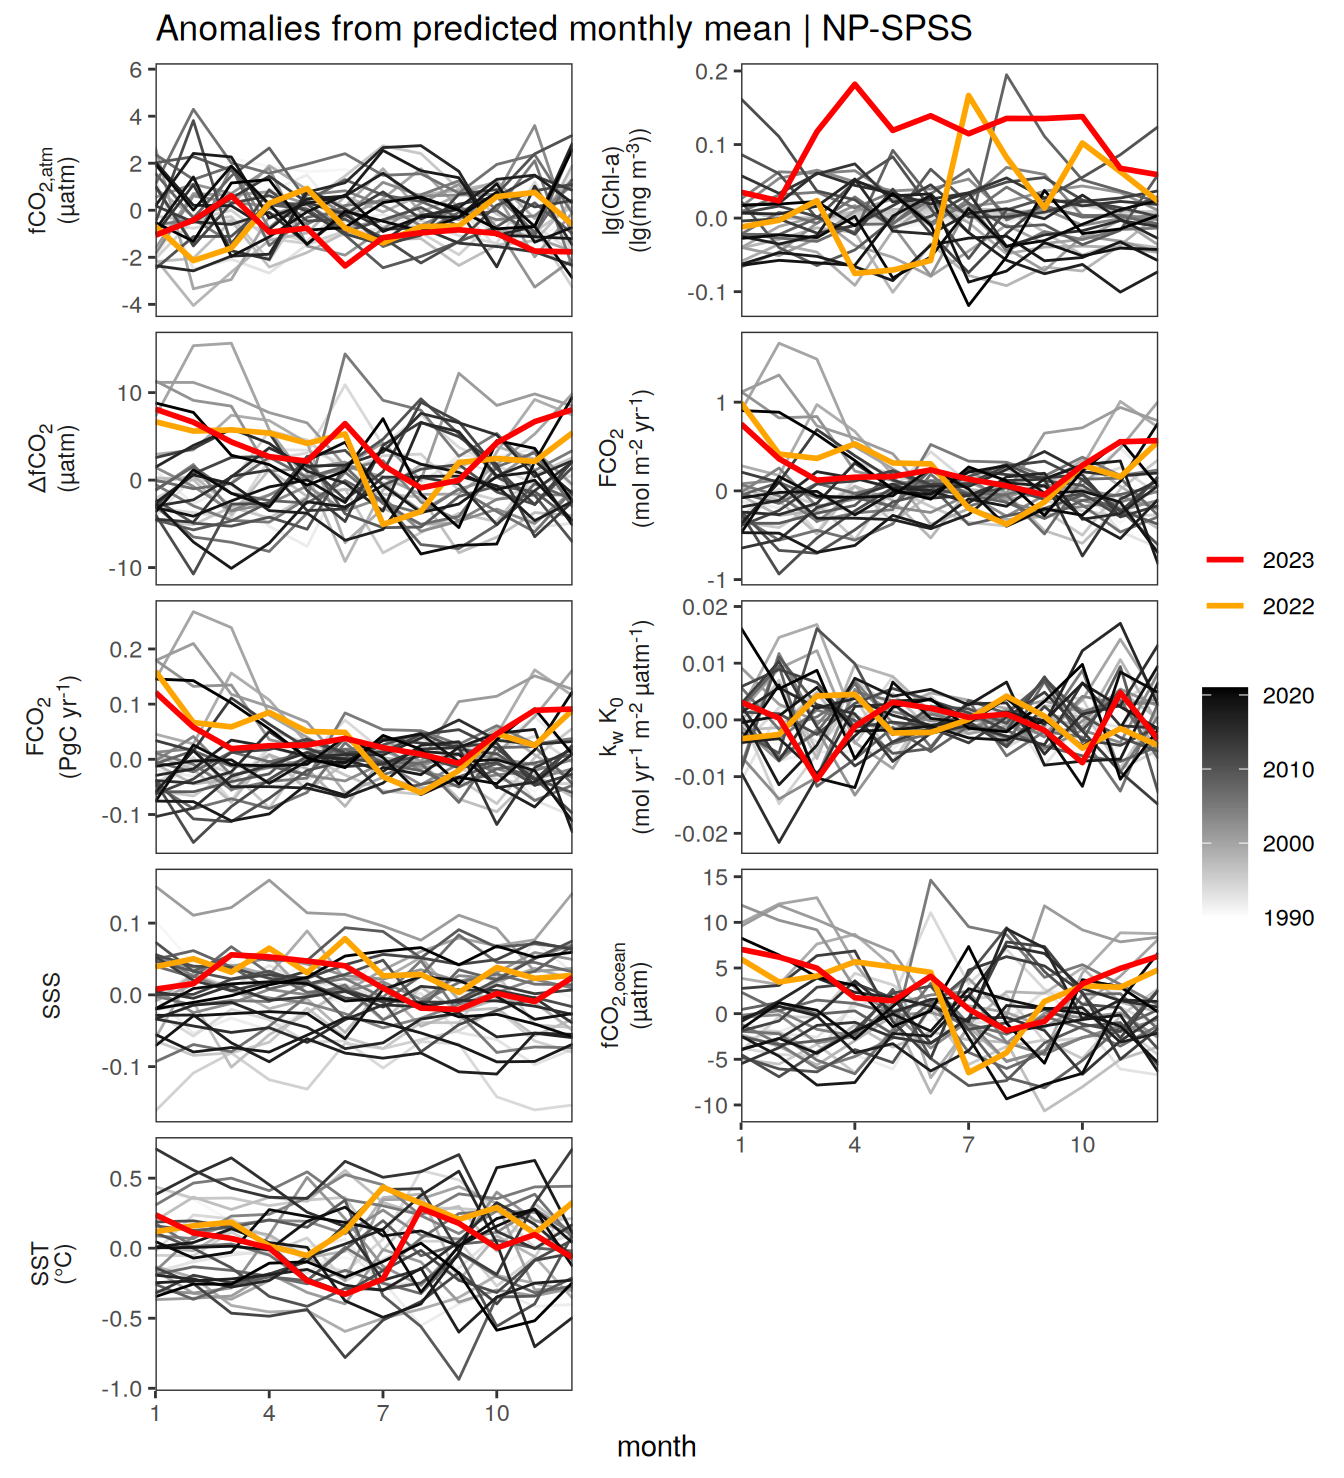 Anomalies from predicted monthly mean | NP-SPSS
fCO2,atm
(µatm)
6
4
2
0
-2
-4
lg(Chl-a)
(lg(mg m-3))
0.2
0.1
0.0
-0.1
ΔfCO2
(µatm)
10
0
-10
FCO2
(mol m-2 yr-1)
1
0
-1
FCO2
(PgC yr-1)
0.2
0.1
0.0
-0.1
kw K0
(mol yr-1 m-2 µatm-1)
0.02
0.01
0.00
-0.01
-0.02
SSS
0.1
0.0
-0.1
fCO2,ocean
(µatm)
15
10
5
0
-5
-10
1 4 7 10
SST
(°C)
0.5
0.0
-0.5
-1.0
1 4 7 10
month
2023
2022
2020
2010
2000
1990